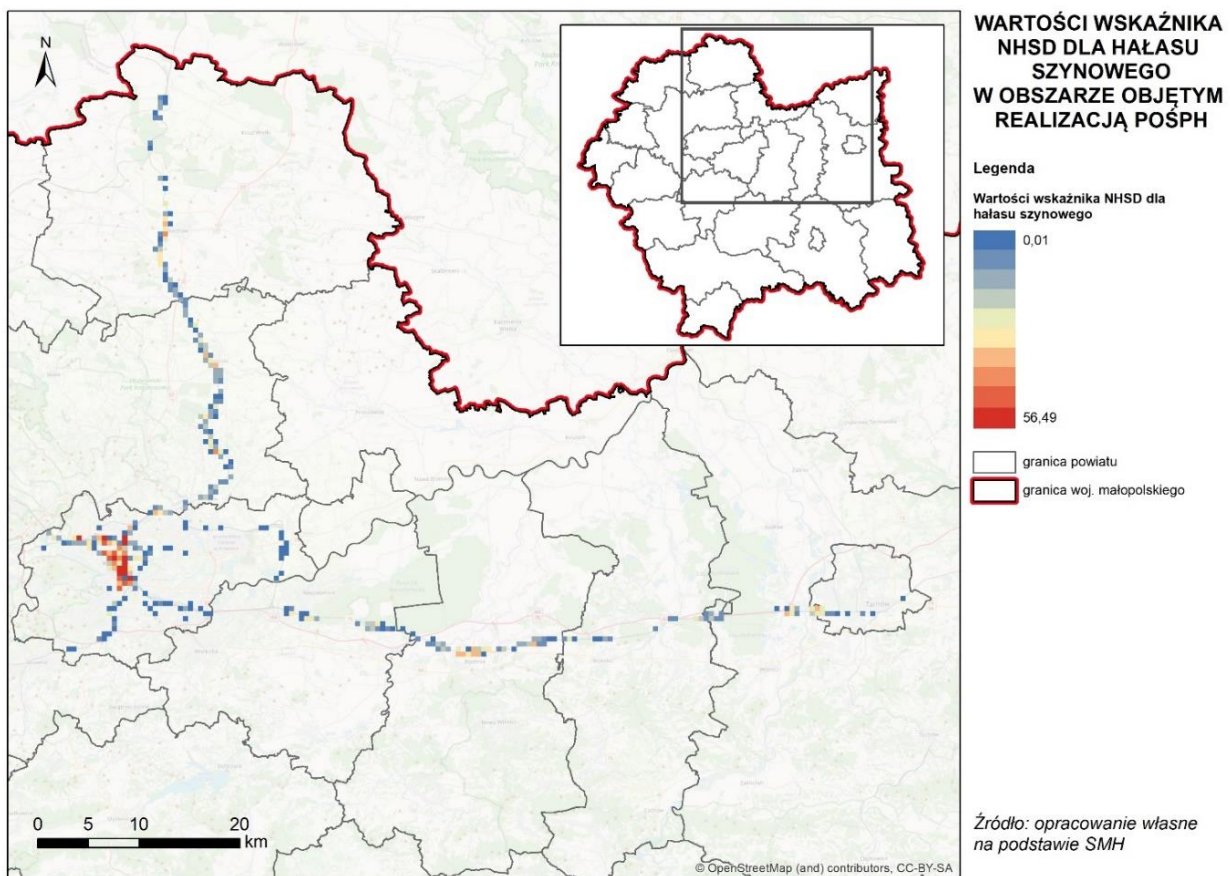 WARTOŚCI WSKAŹNIKA
NHSD DLA HAŁASU
SZYNOWEGO
W OBSZARZE OBJĘTYM
REALIZACJĄ POŚPH
Legenda
Wartości wskaźnika NHSD dla
hałasu szynowego
0,01
56,49
granica powiatu
granica woj. małopolskiego
N
0 5 10 20
km
© OpenStreetMap (and) contributors, CC-BY-SA
Źródło: opracowanie własne
na podstawie SMH